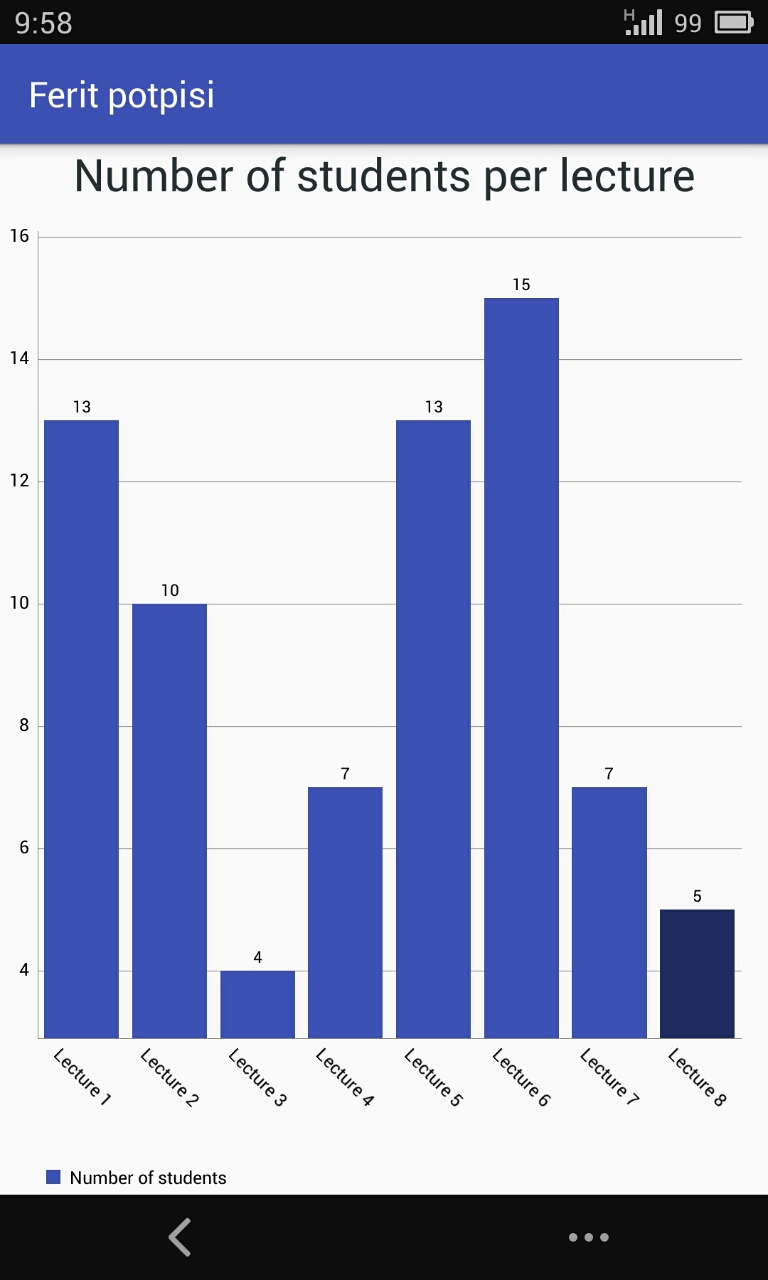 9:58
H 99
Ferit potpisi
Number of students per lecture
16
14
12
10
8
6
4
13
10
4
7
13
15
7
5
Lecture 1
Lecture 2
Lecture 3
Lecture 4
Lecture 5
Lecture 6
Lecture 7
Lecture 8
Number of students